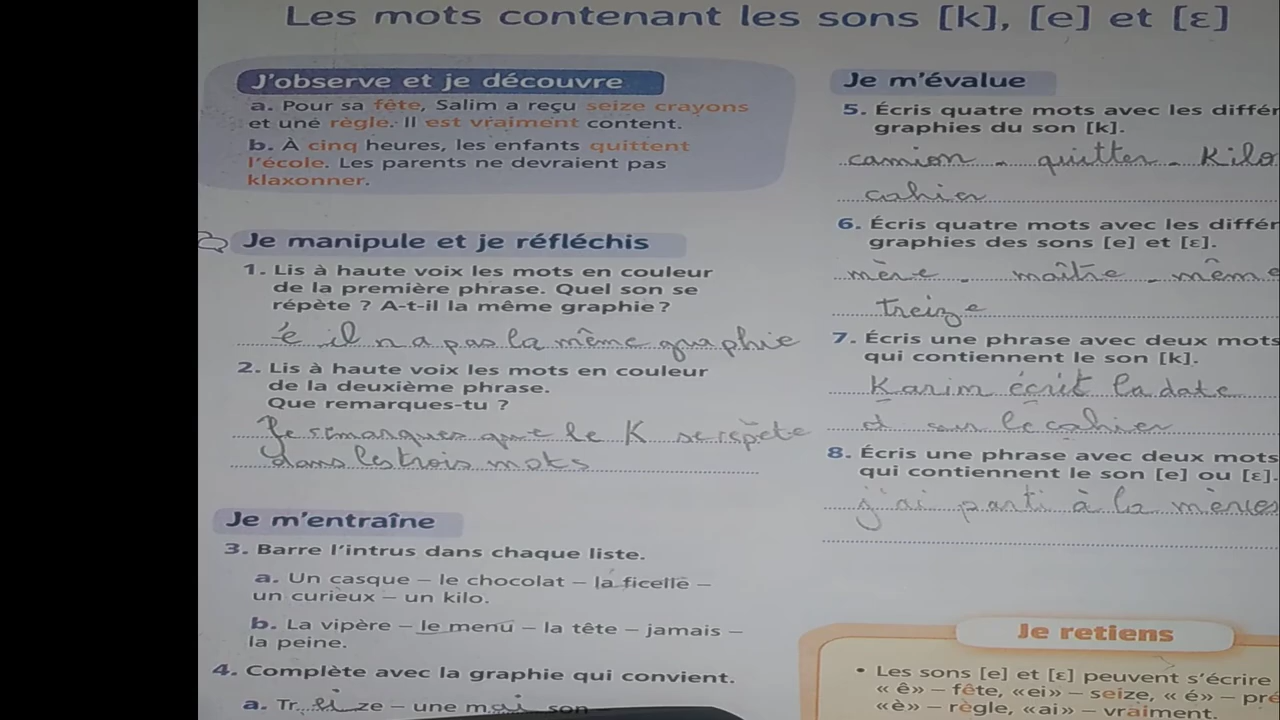 Les mots contenant les sons [k], [e] et [ɛ]
J'observe et je découvre
a. Pour sa fête, Salim a reçu seize crayons
et une règle. Il est vraiment content.
b. À cinq heures, les enfants quittent
l'école. Les parents ne devraient pas
klaxonner.
Je manipule et je réfléchis
1. Lis à haute voix les mots en couleur
de la première phrase. Quel son se
répète ? A-t-il la même graphie ?
é il n a pas la même graphie
2. Lis à haute voix les mots en couleur
de la deuxième phrase.
Que remarques-tu ?
Je remarques que le K se repète
dans les trois mots
Je m'entraîne
3. Barre l'intrus dans chaque liste.
a. Un casque – le chocolat – la ficelle –
un curieux – un kilo.
b. La vipère – le menu – la tête – jamais –
la peine.
4. Complète avec la graphie qui convient.
a. Tr...ei...ze – une m ai son
Je m'évalue
5. Écris quatre mots avec les différ
graphies du son [k].
camion - quitter - Kilo
cahier
6. Écris quatre mots avec les différ
graphies des sons [e] et [ɛ].
mère - maître - mêm
treize
7. Écris une phrase avec deux mots
qui contiennent le son [k].
Karim écrit la date
sur le cahier
8. Écris une phrase avec deux mots
qui contiennent le son [e] ou [ɛ].
j'ai parti à la mères
Je retiens
• Les sons [e] et [ɛ] peuvent s'écrire
« ê» – fête, «ei» – seize, « é» – pré
«è» – règle, «ai» – vraiment.